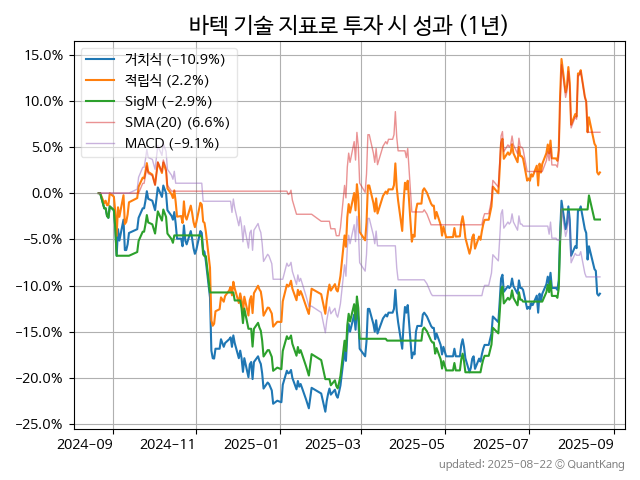 바텍 기술 지표로 투자 시 성과 (1년)
15.0%
10.0%
5.0%
0.0%
−5.0%
−10.0%
−15.0%
−20.0%
−25.0%
거치식 (−10.9%)
적립식 (2.2%)
SigM (−2.9%)
SMA(20) (6.6%)
MACD (−9.1%)
2024-09 2024-11 2025-01 2025-03 2025-05 2025-07 2025-09
updated: 2025-08-22 © QuantKang